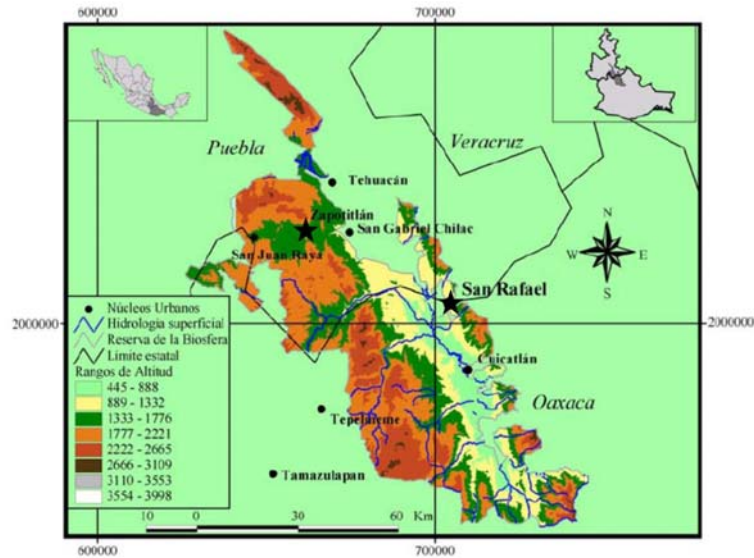 600000
700000
Puebla
Veracruz
Tehuacán
Zapotitlán
San Gabriel Chilac
San Juan Raya
N
W
E
S
San Rafael
2000000
2000000
Cuicatlán
Oaxaca
Tepelmeme
Tamazulapan
Núcleos Urbanos
Hidrología superficial
Reserva de la Biosfera
Límite estatal
Rangos de Altitud
445 - 888
889 - 1332
1333 - 1776
1777 - 2221
2222 - 2665
2666 - 3109
3110 - 3553
3554 - 3998
10 0 30 60 Km
600000
700000